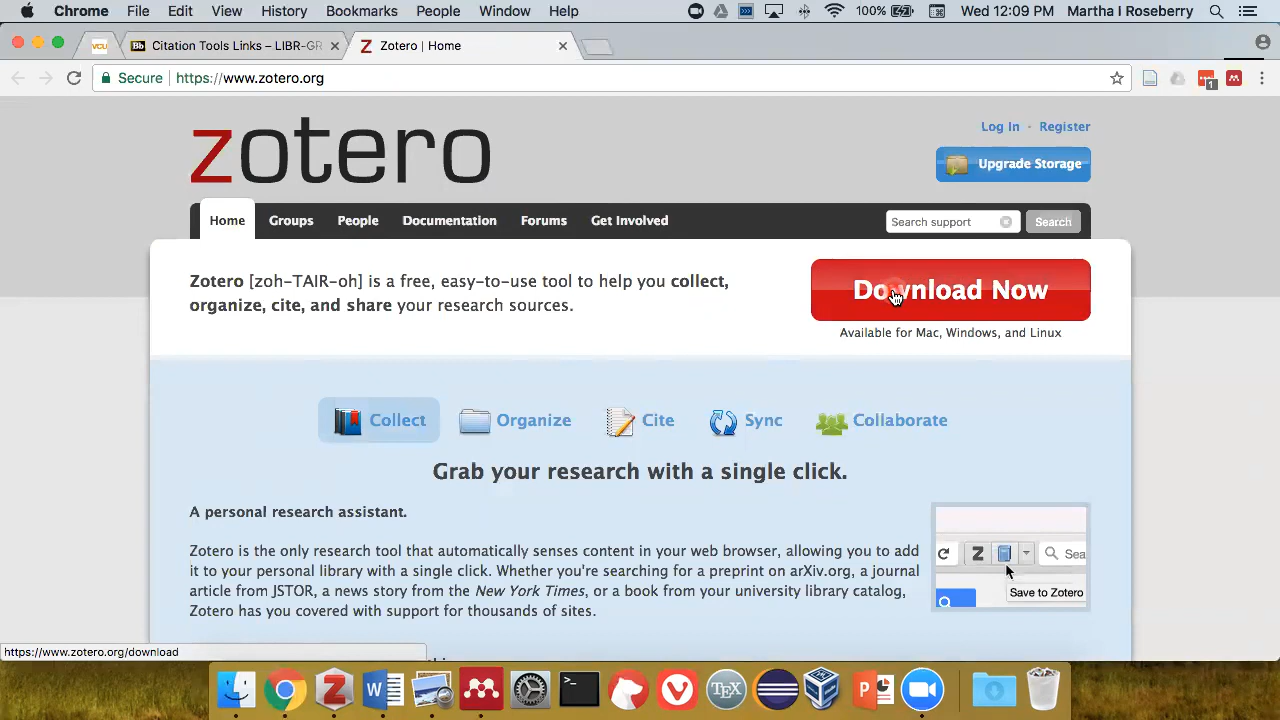 Chrome File Edit View History Bookmarks People Window Help 100% Wed 12:09 PM Martha I Roseberry
VCU Bb Citation Tools Links – LIBR-GR Z Zotero | Home
Secure https://www.zotero.org 1
zotero
Log In · Register
Upgrade Storage
Home Groups People Documentation Forums Get Involved Search support Search
Zotero [zoh-TAIR-oh] is a free, easy-to-use tool to help you collect,
organize, cite, and share your research sources.
Download Now
Available for Mac, Windows, and Linux
Collect Organize Cite Sync Collaborate
Grab your research with a single click.
A personal research assistant.
Zotero is the only research tool that automatically senses content in your web browser, allowing you to add
it to your personal library with a single click. Whether you're searching for a preprint on arXiv.org, a journal
article from JSTOR, a news story from the New York Times, or a book from your university library catalog,
Zotero has you covered with support for thousands of sites.
Z Sea
Save to Zotero
https://www.zotero.org/download
Z W >_ V TEX P